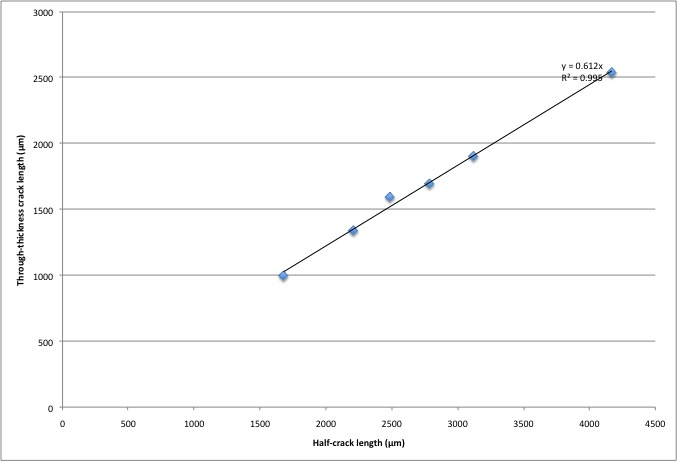 3000
2500
2000
1500
1000
500
0
Through-thickness crack length (µm)
y = 0.612x
R² = 0.995
0 500 1000 1500 2000 2500 3000 3500 4000 4500
Half-crack length (µm)